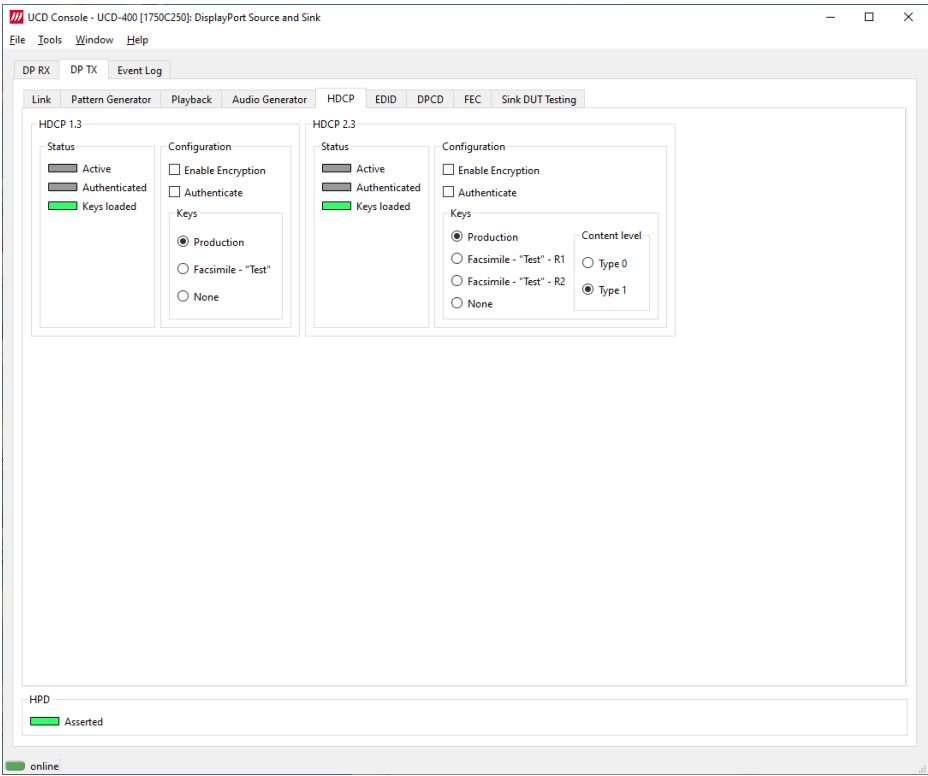 UCD Console - UCD-400 [1750C250]: DisplayPort Source and Sink
File Tools Window Help
DP RX DP TX Event Log
Link Pattern Generator Playback Audio Generator HDCP EDID DPCD FEC Sink DUT Testing
HDCP 1.3
Status
Active
Authenticated
Keys loaded
Configuration
Enable Encryption
Authenticate
Keys
Production
Facsimile - "Test"
None
HDCP 2.3
Status
Active
Authenticated
Keys loaded
Configuration
Enable Encryption
Authenticate
Keys
Production
Facsimile - "Test" - R1
Facsimile - "Test" - R2
None
Content level
Type 0
Type 1
HPD
Asserted
online